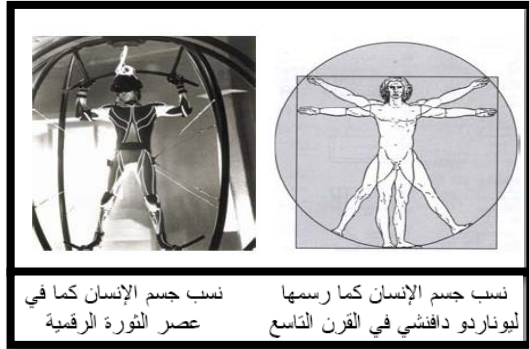 نسب جسم الإنسان كما رسمها
ليوناردو دافنشي في القرن التاسع
نسب جسم الإنسان كما في
عصر الثورة الرقمية